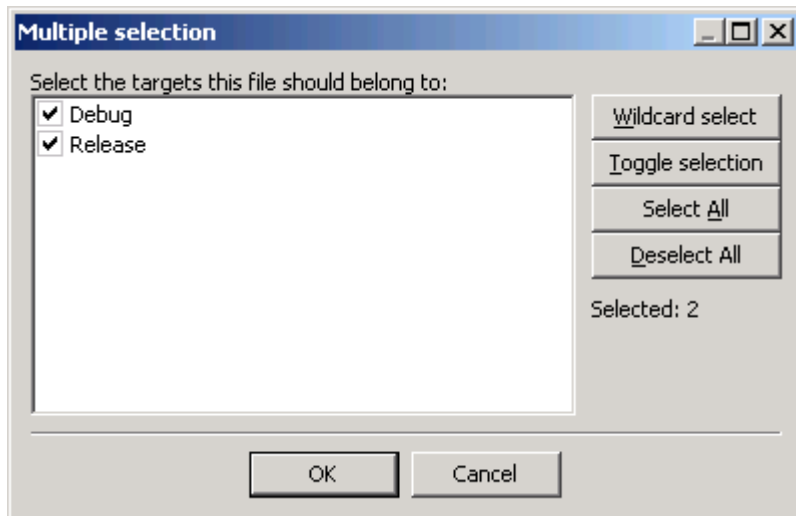 Multiple selection
Select the targets this file should belong to:
Debug
Release
Wildcard select
Toggle selection
Select All
Deselect All
Selected: 2
OK
Cancel